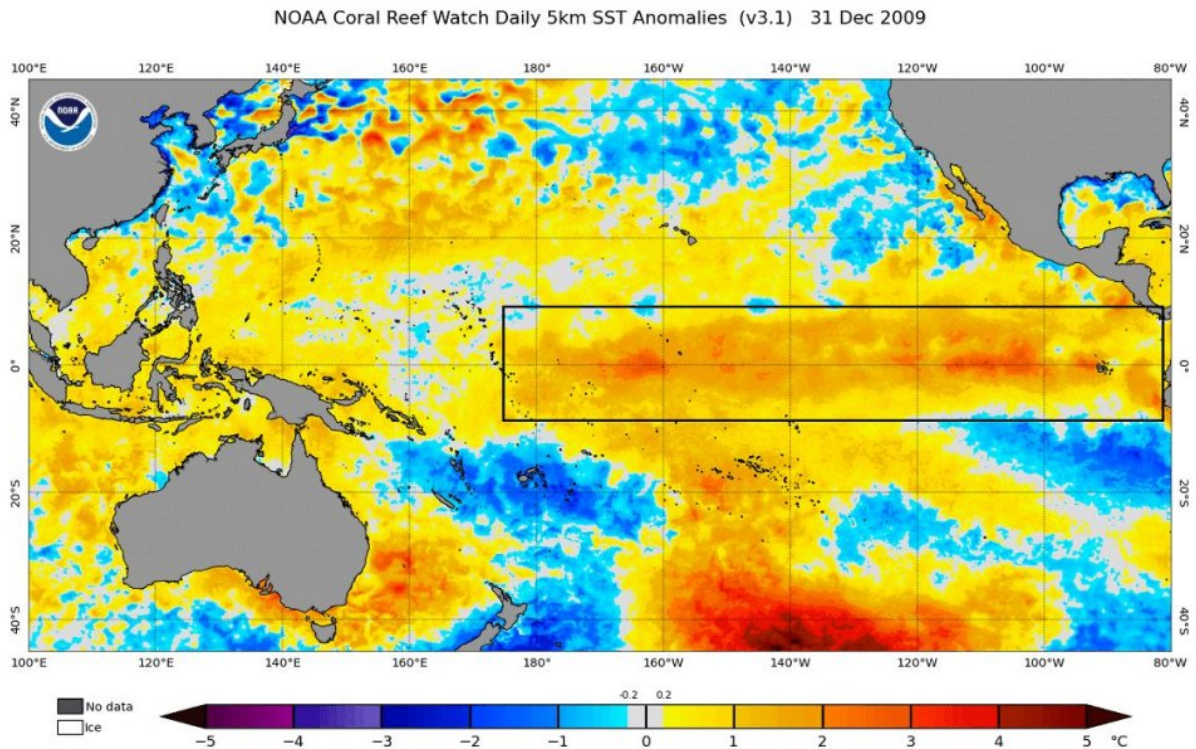 NOAA Coral Reef Watch Daily 5km SST Anomalies (v3.1) 31 Dec 2009
100°E 120°E 140°E 160°E 180° 160°W 140°W 120°W 100°W 80°W
NOAA
40°N 40°N
20°N 20°N
0° 0°
20°S 20°S
40°S 40°S
100°E 120°E 140°E 160°E 180° 160°W 140°W 120°W 100°W 80°W
-0.2 0.2
No data
Ice
−5 −4 −3 −2 −1 0 1 2 3 4 5 °C